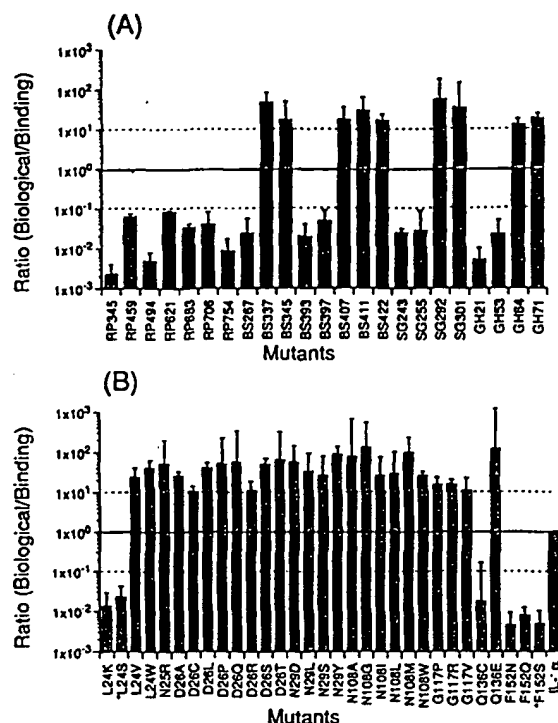 (A)
Ratio (Biological/Binding)
1x10³
1x10²
1x10¹
1x10⁰
1x10⁻¹
1x10⁻²
1x10⁻³
RP345
RP459
RP494
RP621
RP683
RP706
RP754
BS267
BS337
BS345
BS393
BS397
BS407
BS411
BS422
SG243
SG255
SG292
SG301
GH21
GH53
GH64
GH71
Mutants
(B)
Ratio (Biological/Binding)
1x10³
1x10²
1x10¹
1x10⁰
1x10⁻¹
1x10⁻²
1x10⁻³
L24K
*L24S
L24V
L24W
N25R
D26A
D26C
D26L
D26P
D26Q
D26R
D26S
D26T
N29D
N29L
N29S
N29Y
N108A
N108G
N108I
N108L
N108M
N108W
G117P
G117R
G117V
Q136C
Q136E
F152N
F152Q
*F152S
Mutants